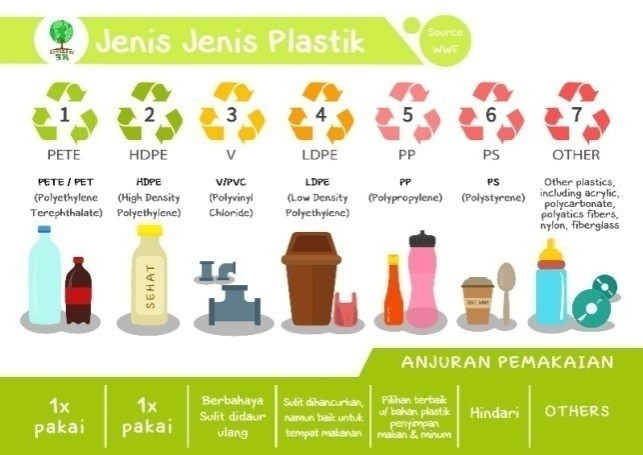 Jenis Jenis Plastik
Source
WWF
3R
1
2
3
4
5
6
7
PETE
HDPE
V
LDPE
PP
PS
OTHER
PETE / PET
(Polyethylene
Terephthalate)
HDPE
(High Density
Polyethylene)
V/PVC
(Polyvinyl
Chloride)
LDPE
(Low Density
Polyethylene)
PP
(Polypropylene)
PS
(Polystyrene)
Other plastics,
including acrylic,
polycarbonate,
polyatics fibers,
nylon, fiberglass
SEHAT
ANJURAN PEMAKAIAN
1x
pakai
1x
pakai
Berbahaya
Sulit didaur
ulang
Sulit dihancurkan,
namun baik untuk
tempat makanan
Pilihan terbaik
u/ bahan plastik
penyimpan
makan & minum
Hindari
OTHERS